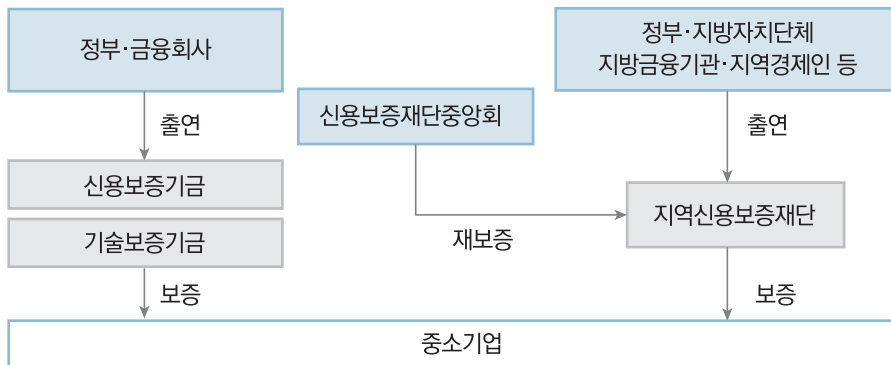 정부·금융회사
정부·지방자치단체
지방금융기관·지역경제인 등
신용보증재단중앙회
출연
출연
신용보증기금
지역신용보증재단
기술보증기금
재보증
보증
보증
중소기업